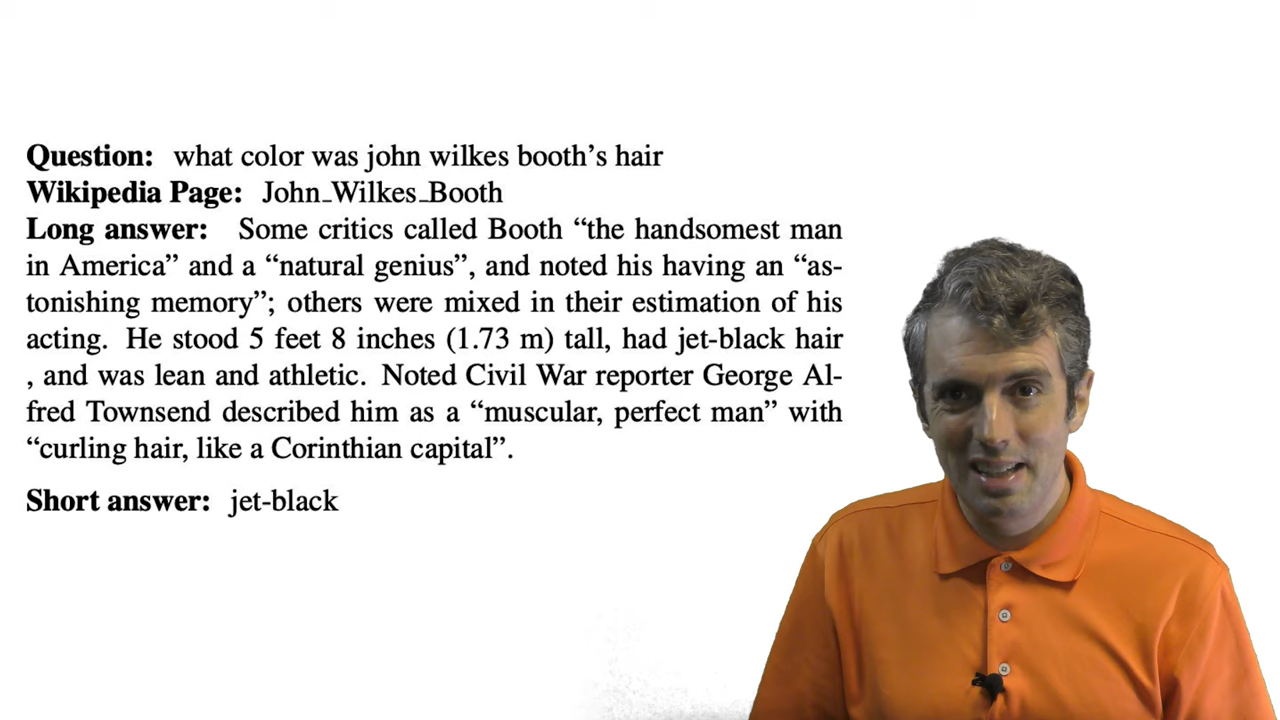 Question: what color was john wilkes booth's hair
Wikipedia Page: John_Wilkes_Booth
Long answer: Some critics called Booth “the handsomest man
in America” and a “natural genius”, and noted his having an “as-
tonishing memory”; others were mixed in their estimation of his
acting. He stood 5 feet 8 inches (1.73 m) tall, had jet-black hair
, and was lean and athletic. Noted Civil War reporter George Al-
fred Townsend described him as a “muscular, perfect man” with
“curling hair, like a Corinthian capital”.
Short answer: jet-black